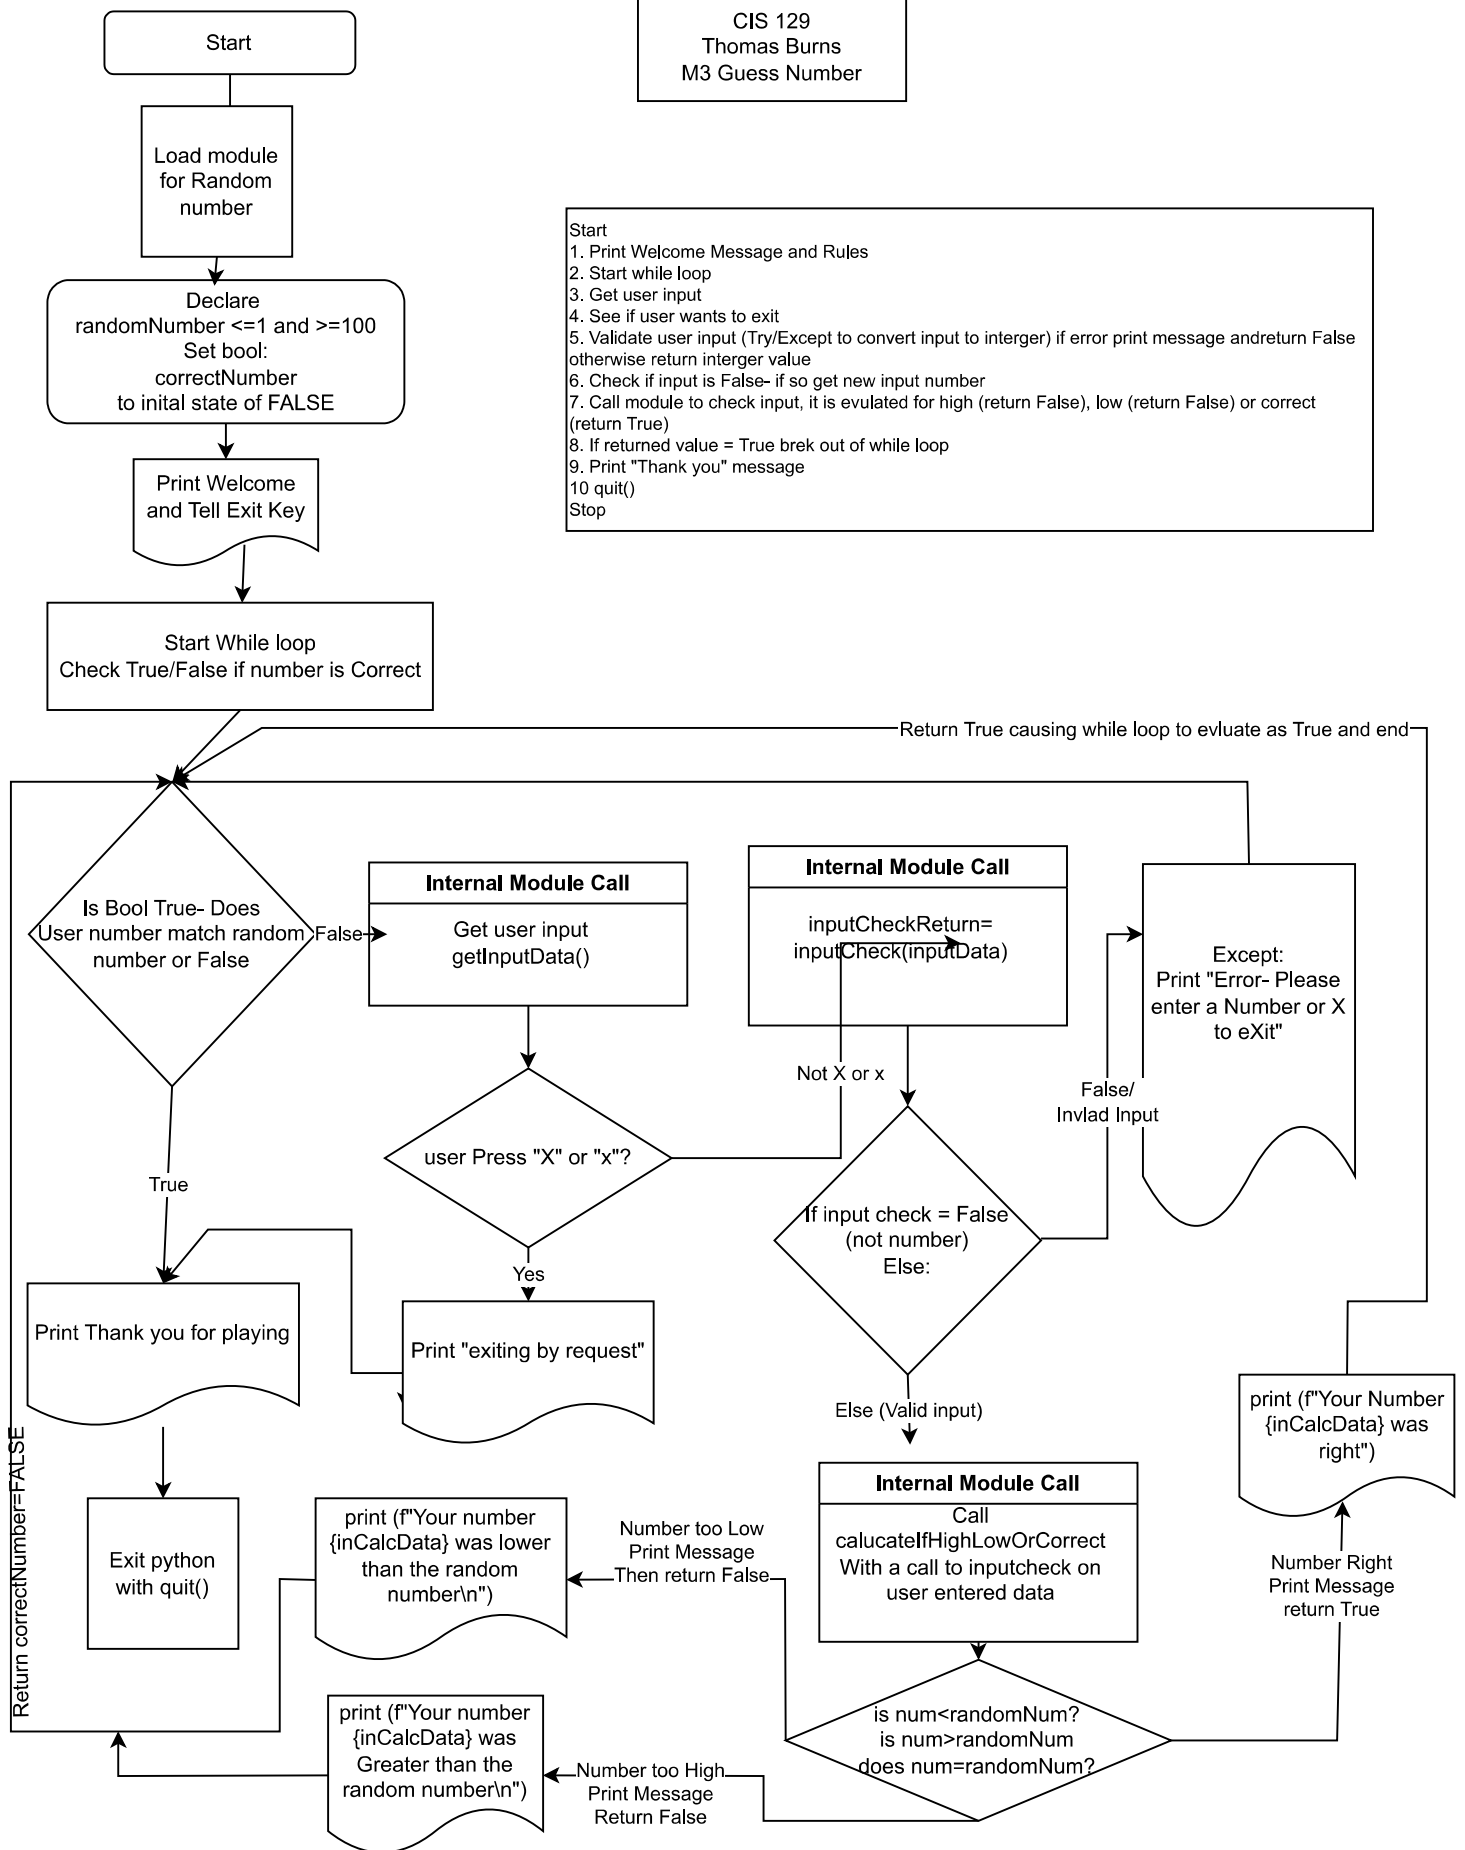 CIS 129
Thomas Burns
M3 Guess Number
Start
Load module
for Random
number
Start
1. Print Welcome Message and Rules
2. Start while loop
3. Get user input
4. See if user wants to exit
5. Validate user input (Try/Except to convert input to interger) if error print message andreturn False
otherwise return interger value
6. Check if input is False- if so get new input number
7. Call module to check input, it is evulated for high (return False), low (return False) or correct
(return True)
8. If returned value = True brek out of while loop
9. Print "Thank you" message
10 quit()
Stop
Declare
randomNumber <=1 and >=100
Set bool:
correctNumber
to inital state of FALSE
Print Welcome
and Tell Exit Key
Start While loop
Check True/False if number is Correct
Return True causing while loop to evluate as True and end
Is Bool True- Does
User number match random
number or False
False
Internal Module Call
Get user input
getInputData()
Internal Module Call
inputCheckReturn=
inputCheck(inputData)
Except:
Print "Error- Please
enter a Number or X
to eXit"
Not X or x
False/
Invlad Input
user Press "X" or "x"?
True
If input check = False
(not number)
Else:
Yes
Print Thank you for playing
Print "exiting by request"
Else (Valid input)
print (f"Your Number
{inCalcData} was
right")
Return correctNumber=FALSE
Exit python
with quit()
print (f"Your number
{inCalcData} was lower
than the random
number\n")
Number too Low
Print Message
Then return False
Internal Module Call
Call
calucateIfHighLowOrCorrect
With a call to inputcheck on
user entered data
Number Right
Print Message
return True
print (f"Your number
{inCalcData} was
Greater than the
random number\n")
Number too High
Print Message
Return False
is num<randomNum?
is num>randomNum
does num=randomNum?